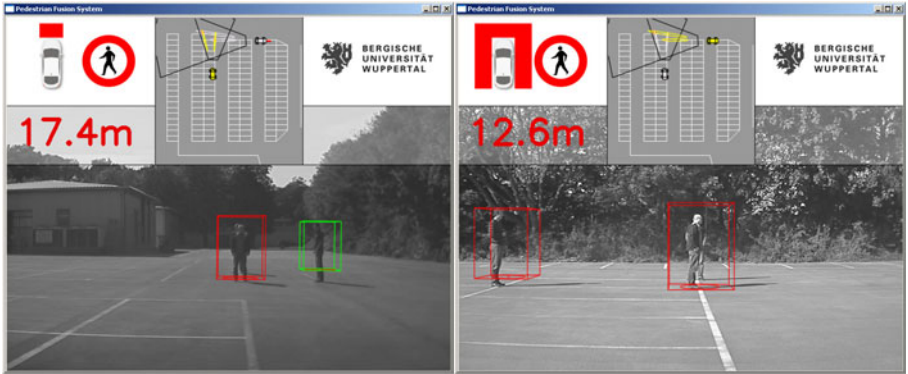 Pedestrian Fusion System
BERGISCHE
UNIVERSITÄT
WUPPERTAL
17.4m
Pedestrian Fusion System
BERGISCHE
UNIVERSITÄT
WUPPERTAL
12.6m